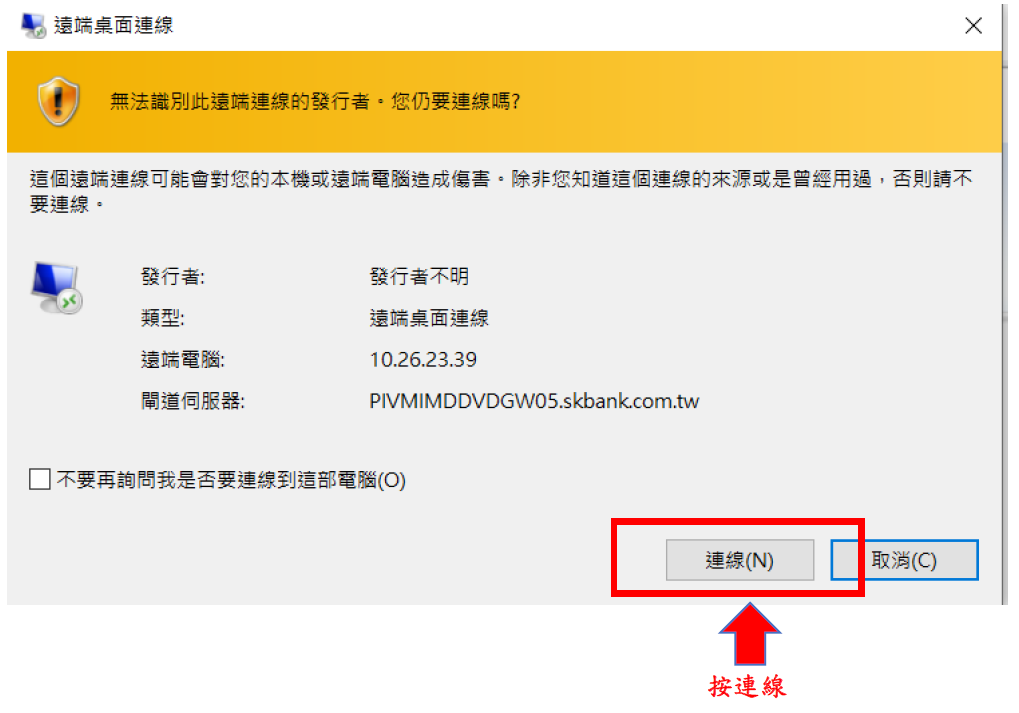 遠端桌面連線
無法識別此遠端連線的發行者。您仍要連線嗎?
這個遠端連線可能會對您的本機或遠端電腦造成傷害。除非您知道這個連線的來源或是曾經用過，否則請不
要連線。
發行者: 發行者不明
類型: 遠端桌面連線
遠端電腦: 10.26.23.39
閘道伺服器: PIVMIMDDVDGW05.skbank.com.tw
不要再詢問我是否要連線到這部電腦(O)
連線(N) 取消(C)
按連線